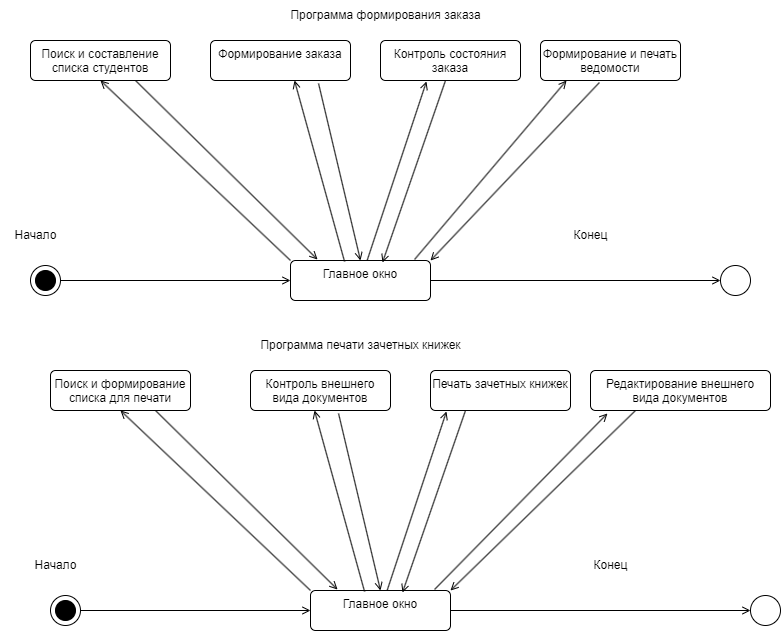 Программа формирования заказа
Поиск и составление
списка студентов
Формирование заказа
Контроль состояния
заказа
Формирование и печать
ведомости
Начало
Конец
Главное окно
Программа печати зачетных книжек
Поиск и формирование
списка для печати
Контроль внешнего
вида документов
Печать зачетных книжек
Редактирование внешнего
вида документов
Начало
Конец
Главное окно